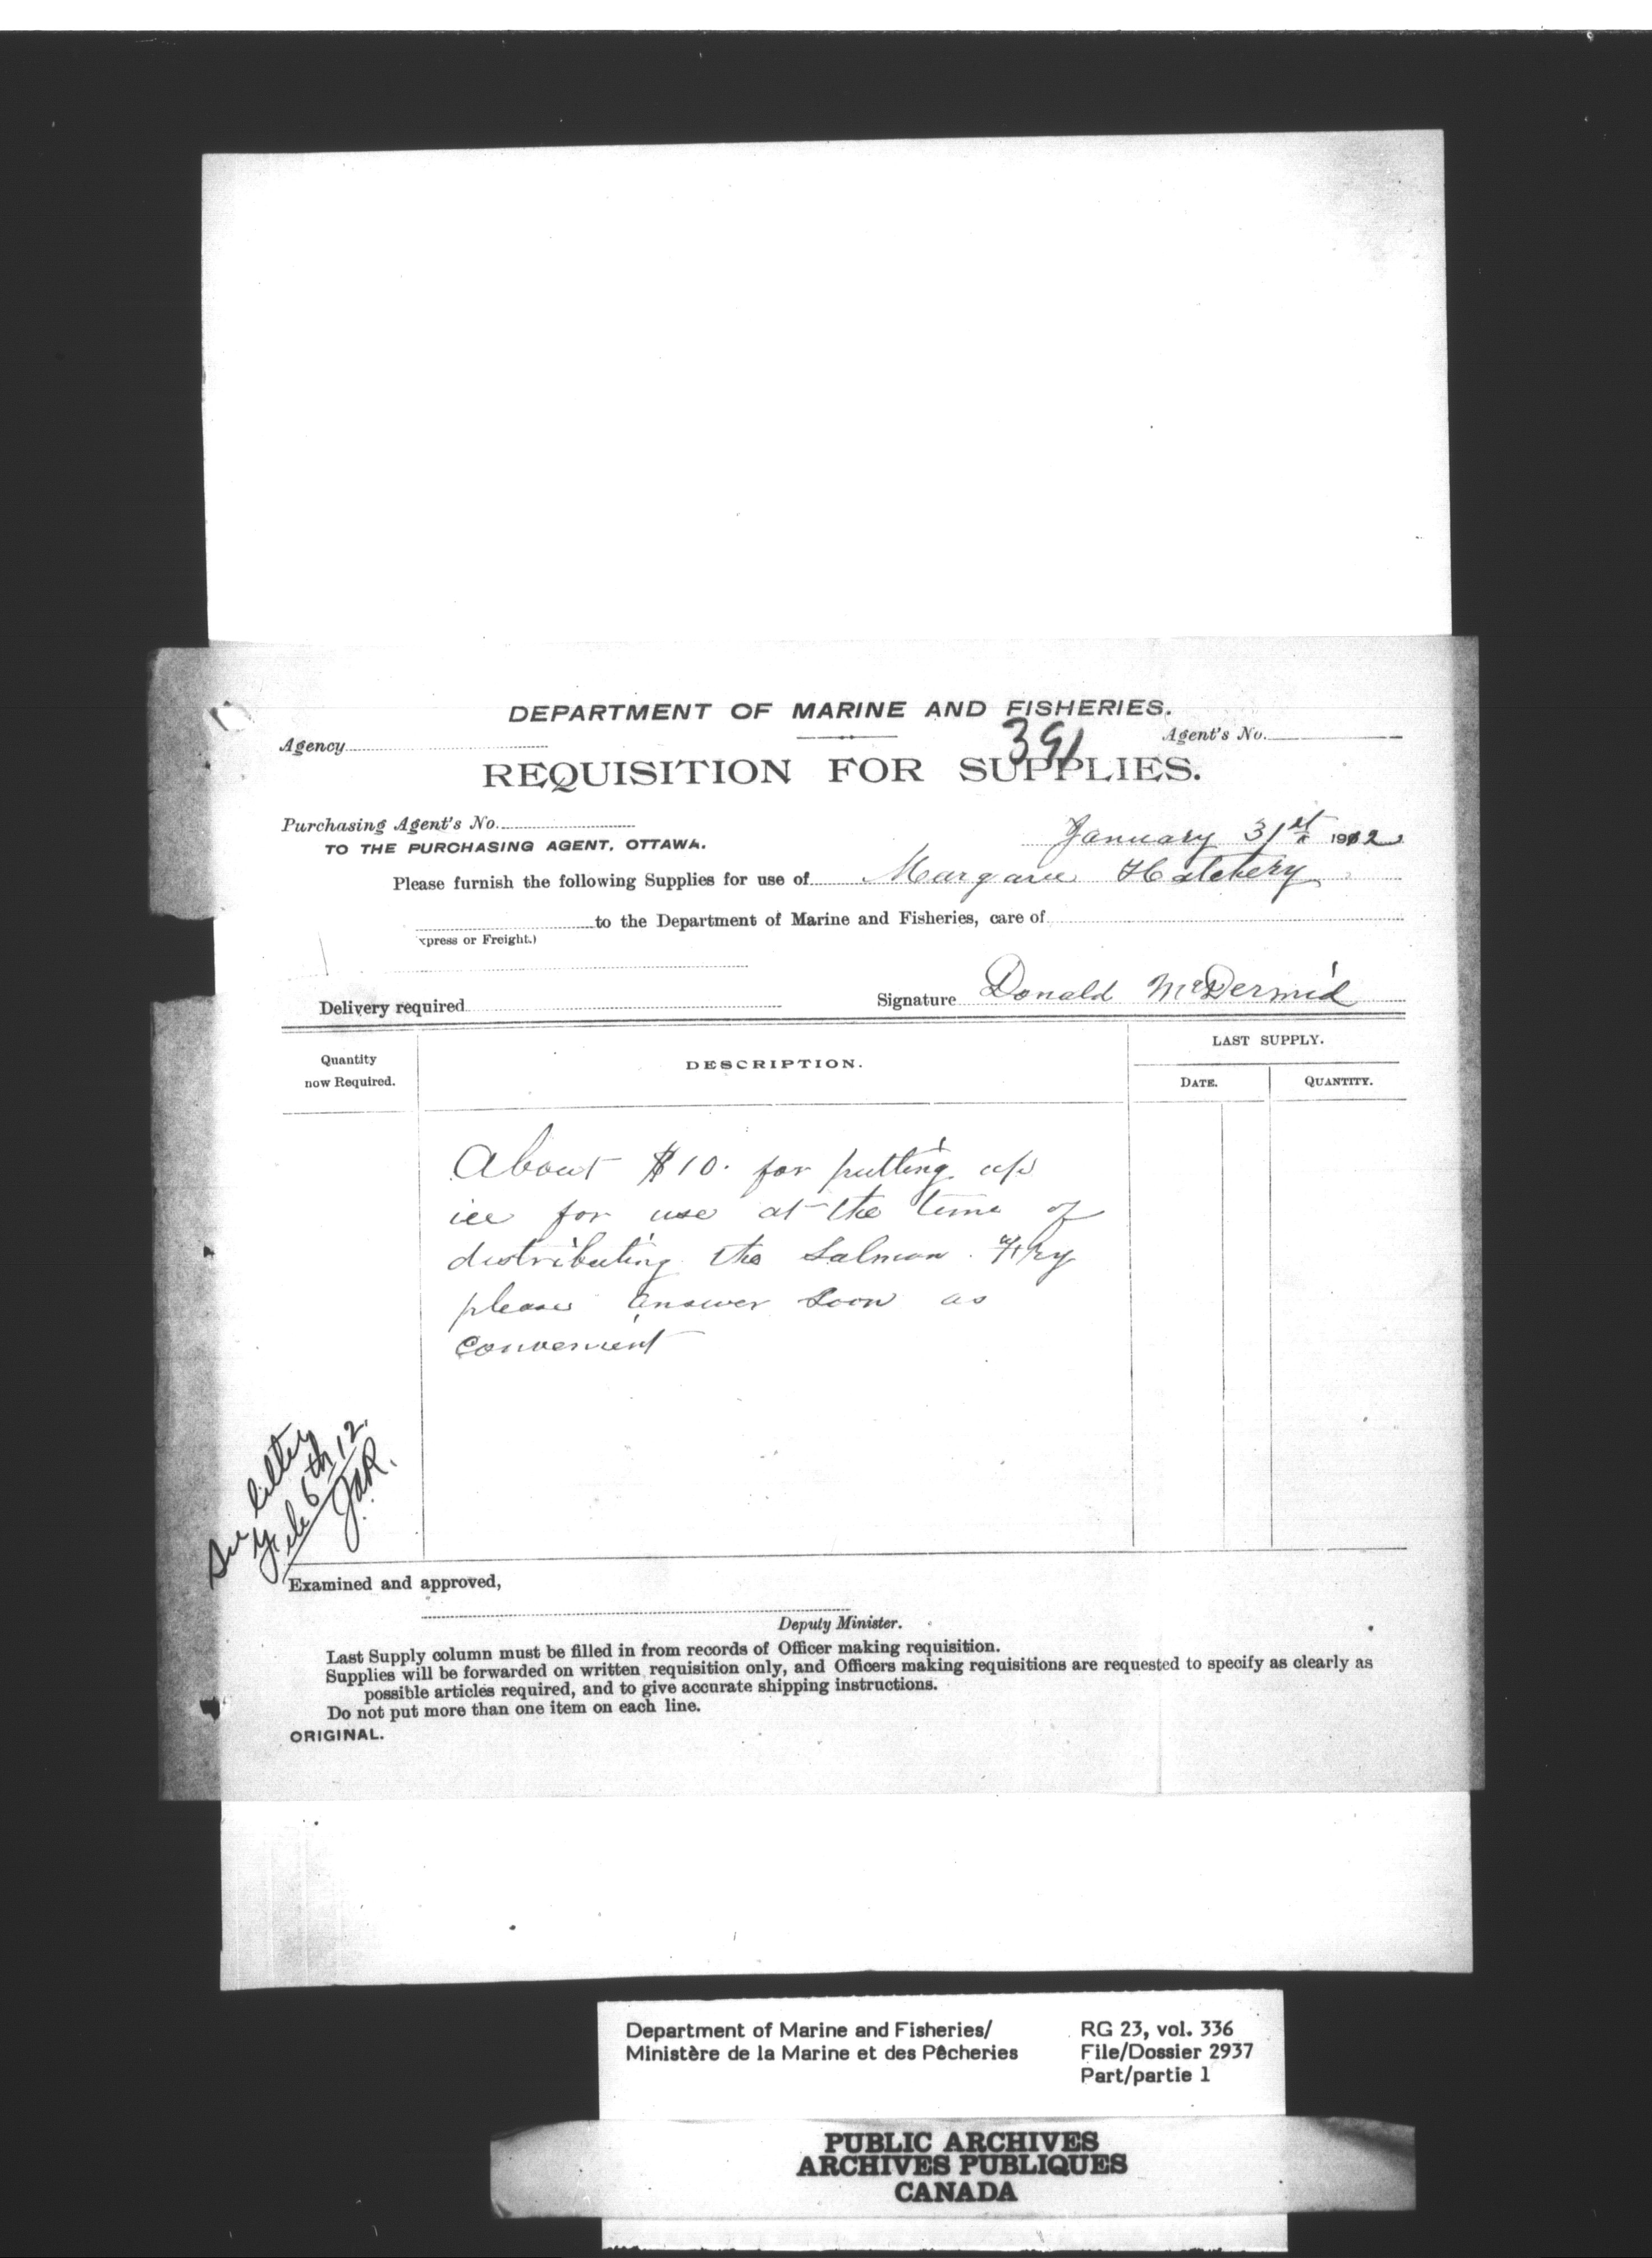 DEPARTMENT OF MARINE AND FISHERIES.
391
Agency
Agent's No.
REQUISITION FOR SUPPLIES.
Purchasing Agent's No.
January 31st 1912
TO THE PURCHASING AGENT, OTTAWA.
Please furnish the following Supplies for use of Margaree Hatchery
to the Department of Marine and Fisheries, care of
xpress or Freight.)
Delivery required
Signature Donald McDermid
Quantity
now Required.
DESCRIPTION.
LAST SUPPLY.
DATE.
QUANTITY.
About $10. for putting up
ice for use at the time of
distributing the Salmon Fry
please answer soon as
convenient
See letter
Feb 6th 12.
J.A.R.
Examined and approved,
Deputy Minister.
Last Supply column must be filled in from records of Officer making requisition.
Supplies will be forwarded on written requisition only, and Officers making requisitions are requested to specify as clearly as
possible articles required, and to give accurate shipping instructions.
Do not put more than one item on each line.
ORIGINAL.
Department of Marine and Fisheries/
Ministère de la Marine et des Pêcheries
RG 23, vol. 336
File/Dossier 2937
Part/partie 1
PUBLIC ARCHIVES
ARCHIVES PUBLIQUES
CANADA